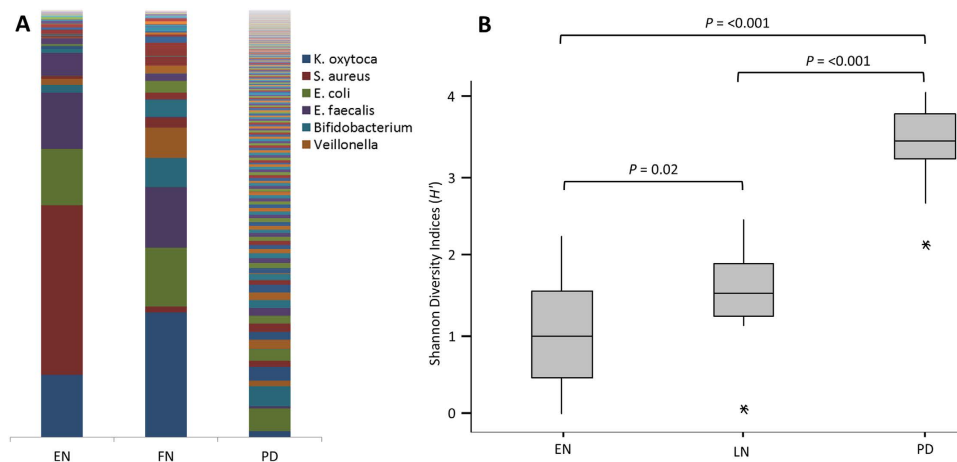 A
K. oxytoca
S. aureus
E. coli
E. faecalis
Bifidobacterium
Veillonella
EN
FN
PD
B
P = <0.001
P = <0.001
P = 0.02
Shannon Diversity Indices (H')
4
3
2
1
0
EN
LN
PD